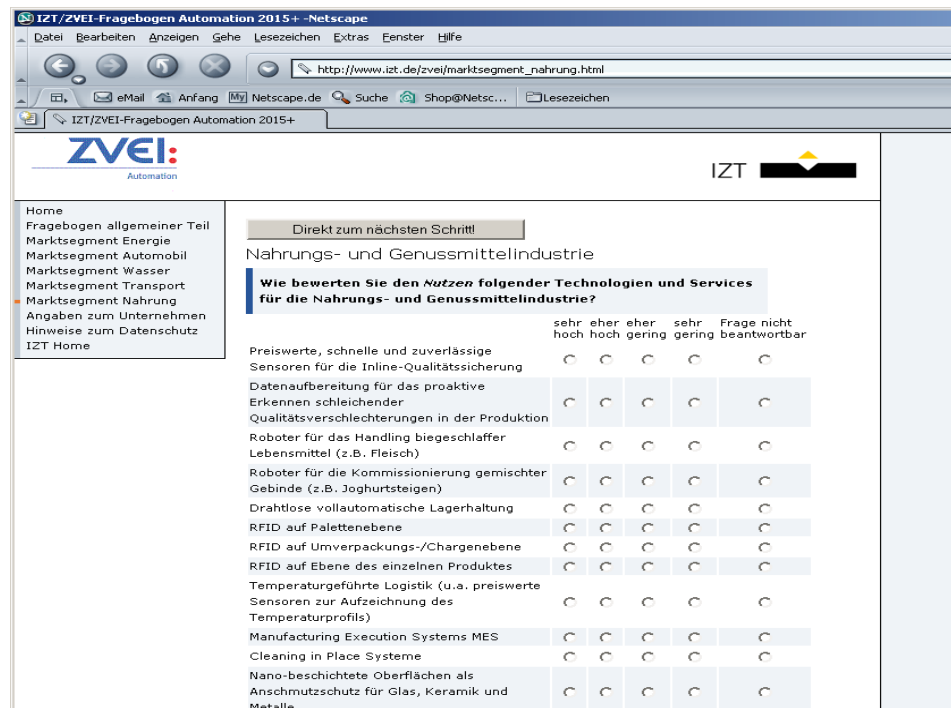 IZT/ZVEI-Fragebogen Automation 2015+ -Netscape
Datei Bearbeiten Anzeigen Gehe Lesezeichen Extras Fenster Hilfe
http://www.izt.de/zvei/marktsegment_nahrung.html
eMail Anfang My Netscape.de Suche Shop@Netsc... Lesezeichen
IZT/ZVEI-Fragebogen Automation 2015+
ZVEI:
Automation
IZT
Home
Fragebogen allgemeiner Teil
Marktsegment Energie
Marktsegment Automobil
Marktsegment Wasser
Marktsegment Transport
Marktsegment Nahrung
Angaben zum Unternehmen
Hinweise zum Datenschutz
IZT Home
Direkt zum nächsten Schritt!
Nahrungs- und Genussmittelindustrie
Wie bewerten Sie den Nutzen folgender Technologien und Services
für die Nahrungs- und Genussmittelindustrie?
sehr eher eher sehr Frage nicht
hoch hoch gering gering beantwortbar
Preiswerte, schnelle und zuverlässige
Sensoren für die Inline-Qualitätssicherung
Datenaufbereitung für das proaktive
Erkennen schleichender
Qualitätsverschlechterungen in der Produktion
Roboter für das Handling biegeschlaffer
Lebensmittel (z.B. Fleisch)
Roboter für die Kommissionierung gemischter
Gebinde (z.B. Joghurtsteigen)
Drahtlose vollautomatische Lagerhaltung
RFID auf Palettenebene
RFID auf Umverpackungs-/Chargenebene
RFID auf Ebene des einzelnen Produktes
Temperaturgeführte Logistik (u.a. preiswerte
Sensoren zur Aufzeichnung des
Temperaturprofils)
Manufacturing Execution Systems MES
Cleaning in Place Systeme
Nano-beschichtete Oberflächen als
Anschmutzschutz für Glas, Keramik und
Metalle